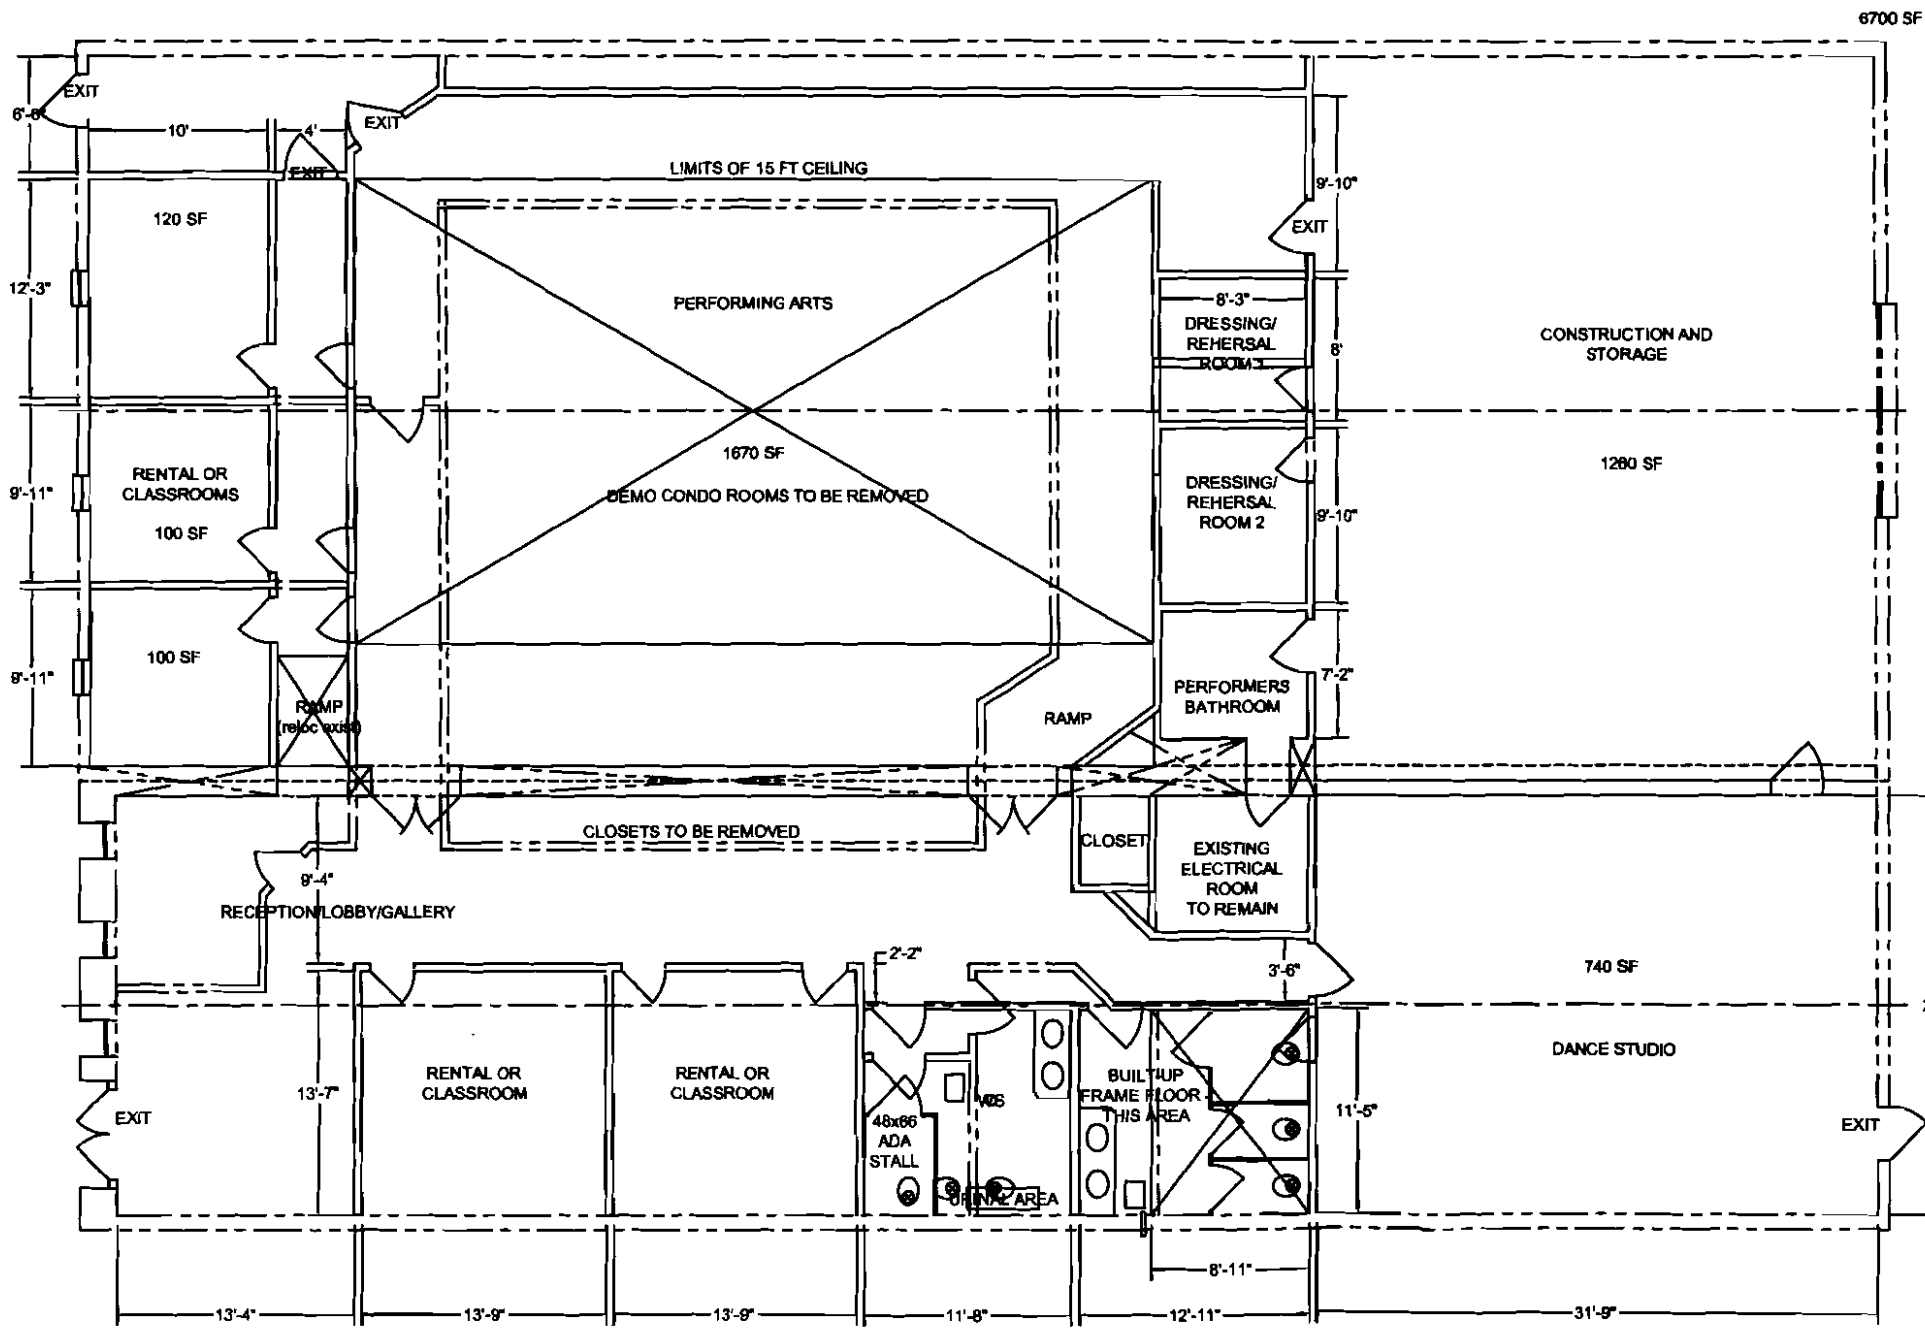 6700 SF
EXIT
6'-6"
10'
4'
EXIT
EXIT
LIMITS OF 15 FT CEILING
9'-10"
120 SF
EXIT
12'-3"
PERFORMING ARTS
8'-3"
DRESSING/
REHERSAL
ROOM 1
8'
CONSTRUCTION AND
STORAGE
1670 SF
DEMO CONDO ROOMS TO BE REMOVED
RENTAL OR
CLASSROOMS
9'-11"
100 SF
DRESSING/
REHERSAL
ROOM 2
9'-10"
1260 SF
100 SF
9'-11"
RAMP
(reloc exist)
RAMP
PERFORMERS
BATHROOM
7'-2"
CLOSETS TO BE REMOVED
CLOSET
EXISTING
ELECTRICAL
ROOM
TO REMAIN
9'-4"
RECEPTION/LOBBY/GALLERY
2'-2"
3'-6"
740 SF
DANCE STUDIO
RENTAL OR
CLASSROOM
RENTAL OR
CLASSROOM
13'-7"
EXIT
48x66
ADA
STALL
URINAL AREA
BUILT-UP
FRAME FLOOR
THIS AREA
11'-5"
EXIT
8'-11"
13'-4"
13'-9"
13'-9"
11'-8"
12'-11"
31'-9"